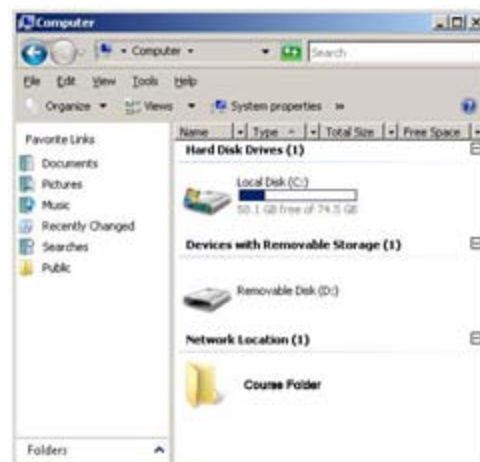 Computer
Computer
Search
File Edit View Tools Help
Organize Views System properties »
Favorite Links
Documents
Pictures
Music
Recently Changed
Searches
Public
Folders
Name Type Total Size Free Space
Hard Disk Drives (1)
Local Disk (C:)
58.1 GB free of 74.5 GB
Devices with Removable Storage (1)
Removable Disk (D:)
Network Location (1)
Course Folder